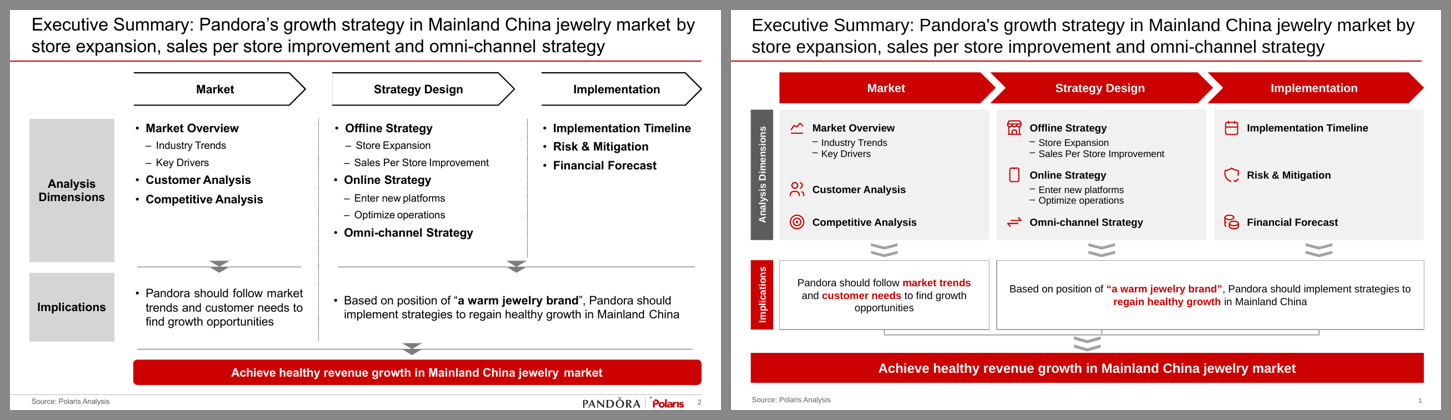 Executive Summary: Pandora’s growth strategy in Mainland China jewelry market by
store expansion, sales per store improvement and omni-channel strategy
Market
Strategy Design
Implementation
Analysis
Dimensions
• Market Overview
– Industry Trends
– Key Drivers
• Customer Analysis
• Competitive Analysis
• Offline Strategy
– Store Expansion
– Sales Per Store Improvement
• Online Strategy
– Enter new platforms
– Optimize operations
• Omni-channel Strategy
• Implementation Timeline
• Risk & Mitigation
• Financial Forecast
Implications
• Pandora should follow market
trends and customer needs to
find growth opportunities
• Based on position of “a warm jewelry brand”, Pandora should
implement strategies to regain healthy growth in Mainland China
Achieve healthy revenue growth in Mainland China jewelry market
Source: Polaris Analysis
PANDÖRA
Polaris
2
Executive Summary: Pandora's growth strategy in Mainland China jewelry market by
store expansion, sales per store improvement and omni-channel strategy
Market
Strategy Design
Implementation
Analysis Dimensions
Market Overview
– Industry Trends
– Key Drivers
Customer Analysis
Competitive Analysis
Offline Strategy
– Store Expansion
– Sales Per Store Improvement
Online Strategy
– Enter new platforms
– Optimize operations
Omni-channel Strategy
Implementation Timeline
Risk & Mitigation
Financial Forecast
Implications
Pandora should follow market trends
and customer needs to find growth
opportunities
Based on position of “a warm jewelry brand”, Pandora should implement strategies to
regain healthy growth in Mainland China
Achieve healthy revenue growth in Mainland China jewelry market
Source: Polaris Analysis
1